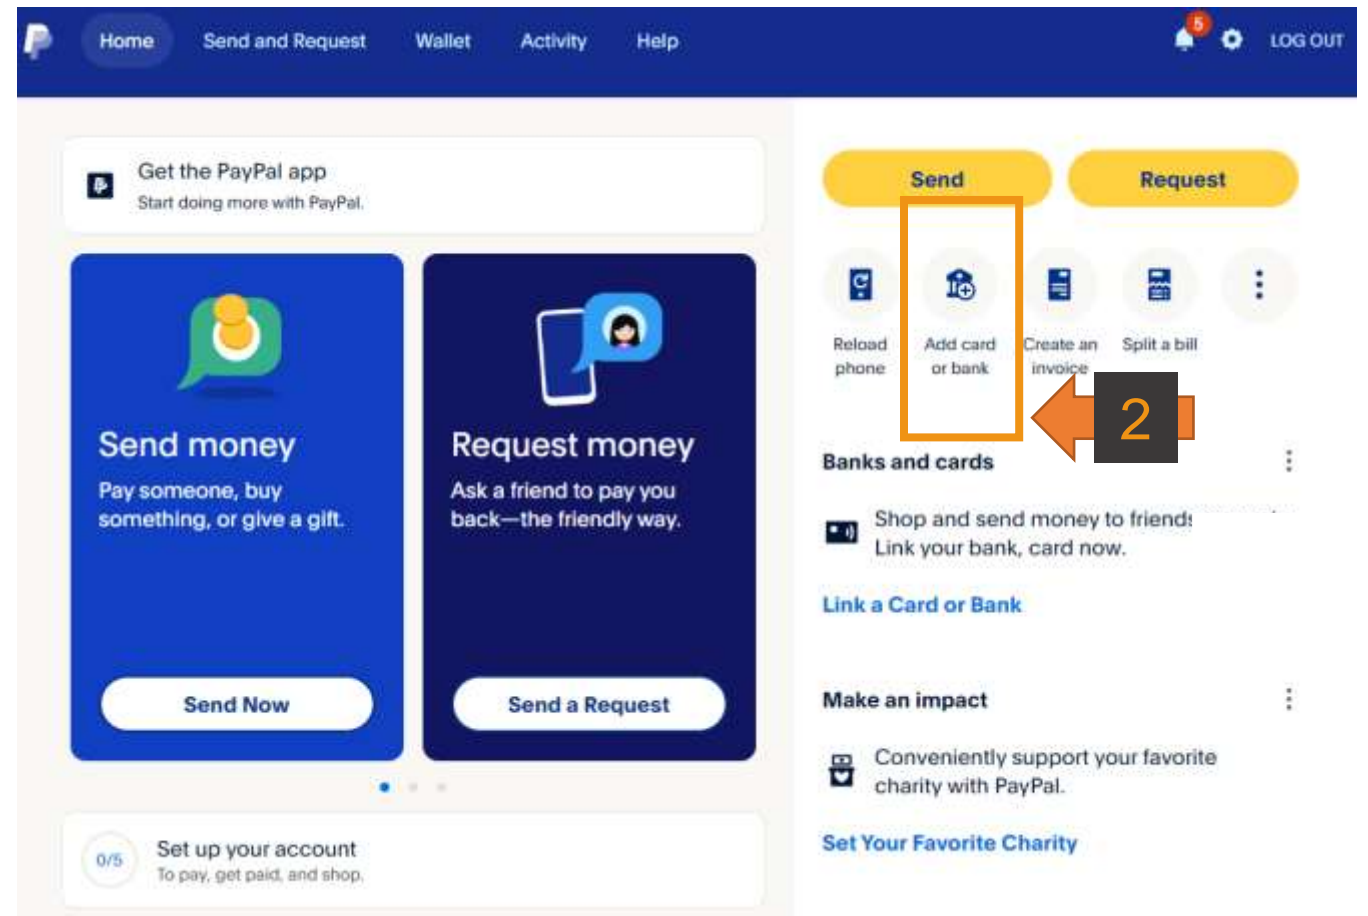 Home Send and Request Wallet Activity Help 5 LOG OUT
Get the PayPal app
Start doing more with PayPal.
Send money
Pay someone, buy
something, or give a gift.
Send Now
Request money
Ask a friend to pay you
back—the friendly way.
Send a Request
0/5
Set up your account
To pay, get paid, and shop.
Send
Request
Reload
phone
Add card
or bank
Create an
invoice
Split a bill
2
Banks and cards
Shop and send money to friends
Link your bank, card now.
Link a Card or Bank
Make an impact
Conveniently support your favorite
charity with PayPal.
Set Your Favorite Charity